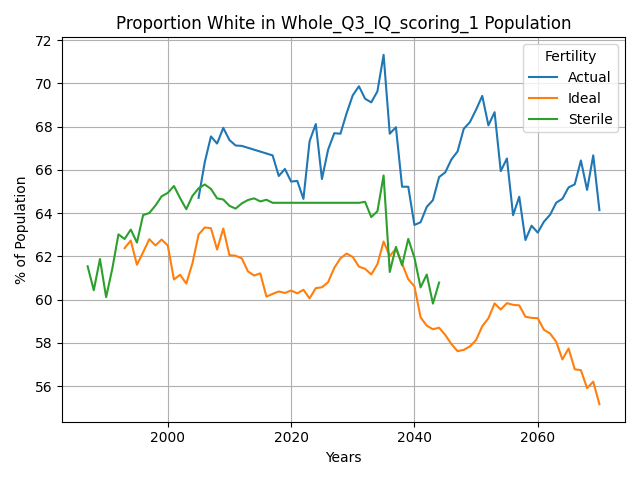 Proportion White in Whole_Q3_IQ_scoring_1 Population
72
70
68
66
64
62
60
58
56
% of Population
Fertility
Actual
Ideal
Sterile
2000
2020
2040
2060
Years